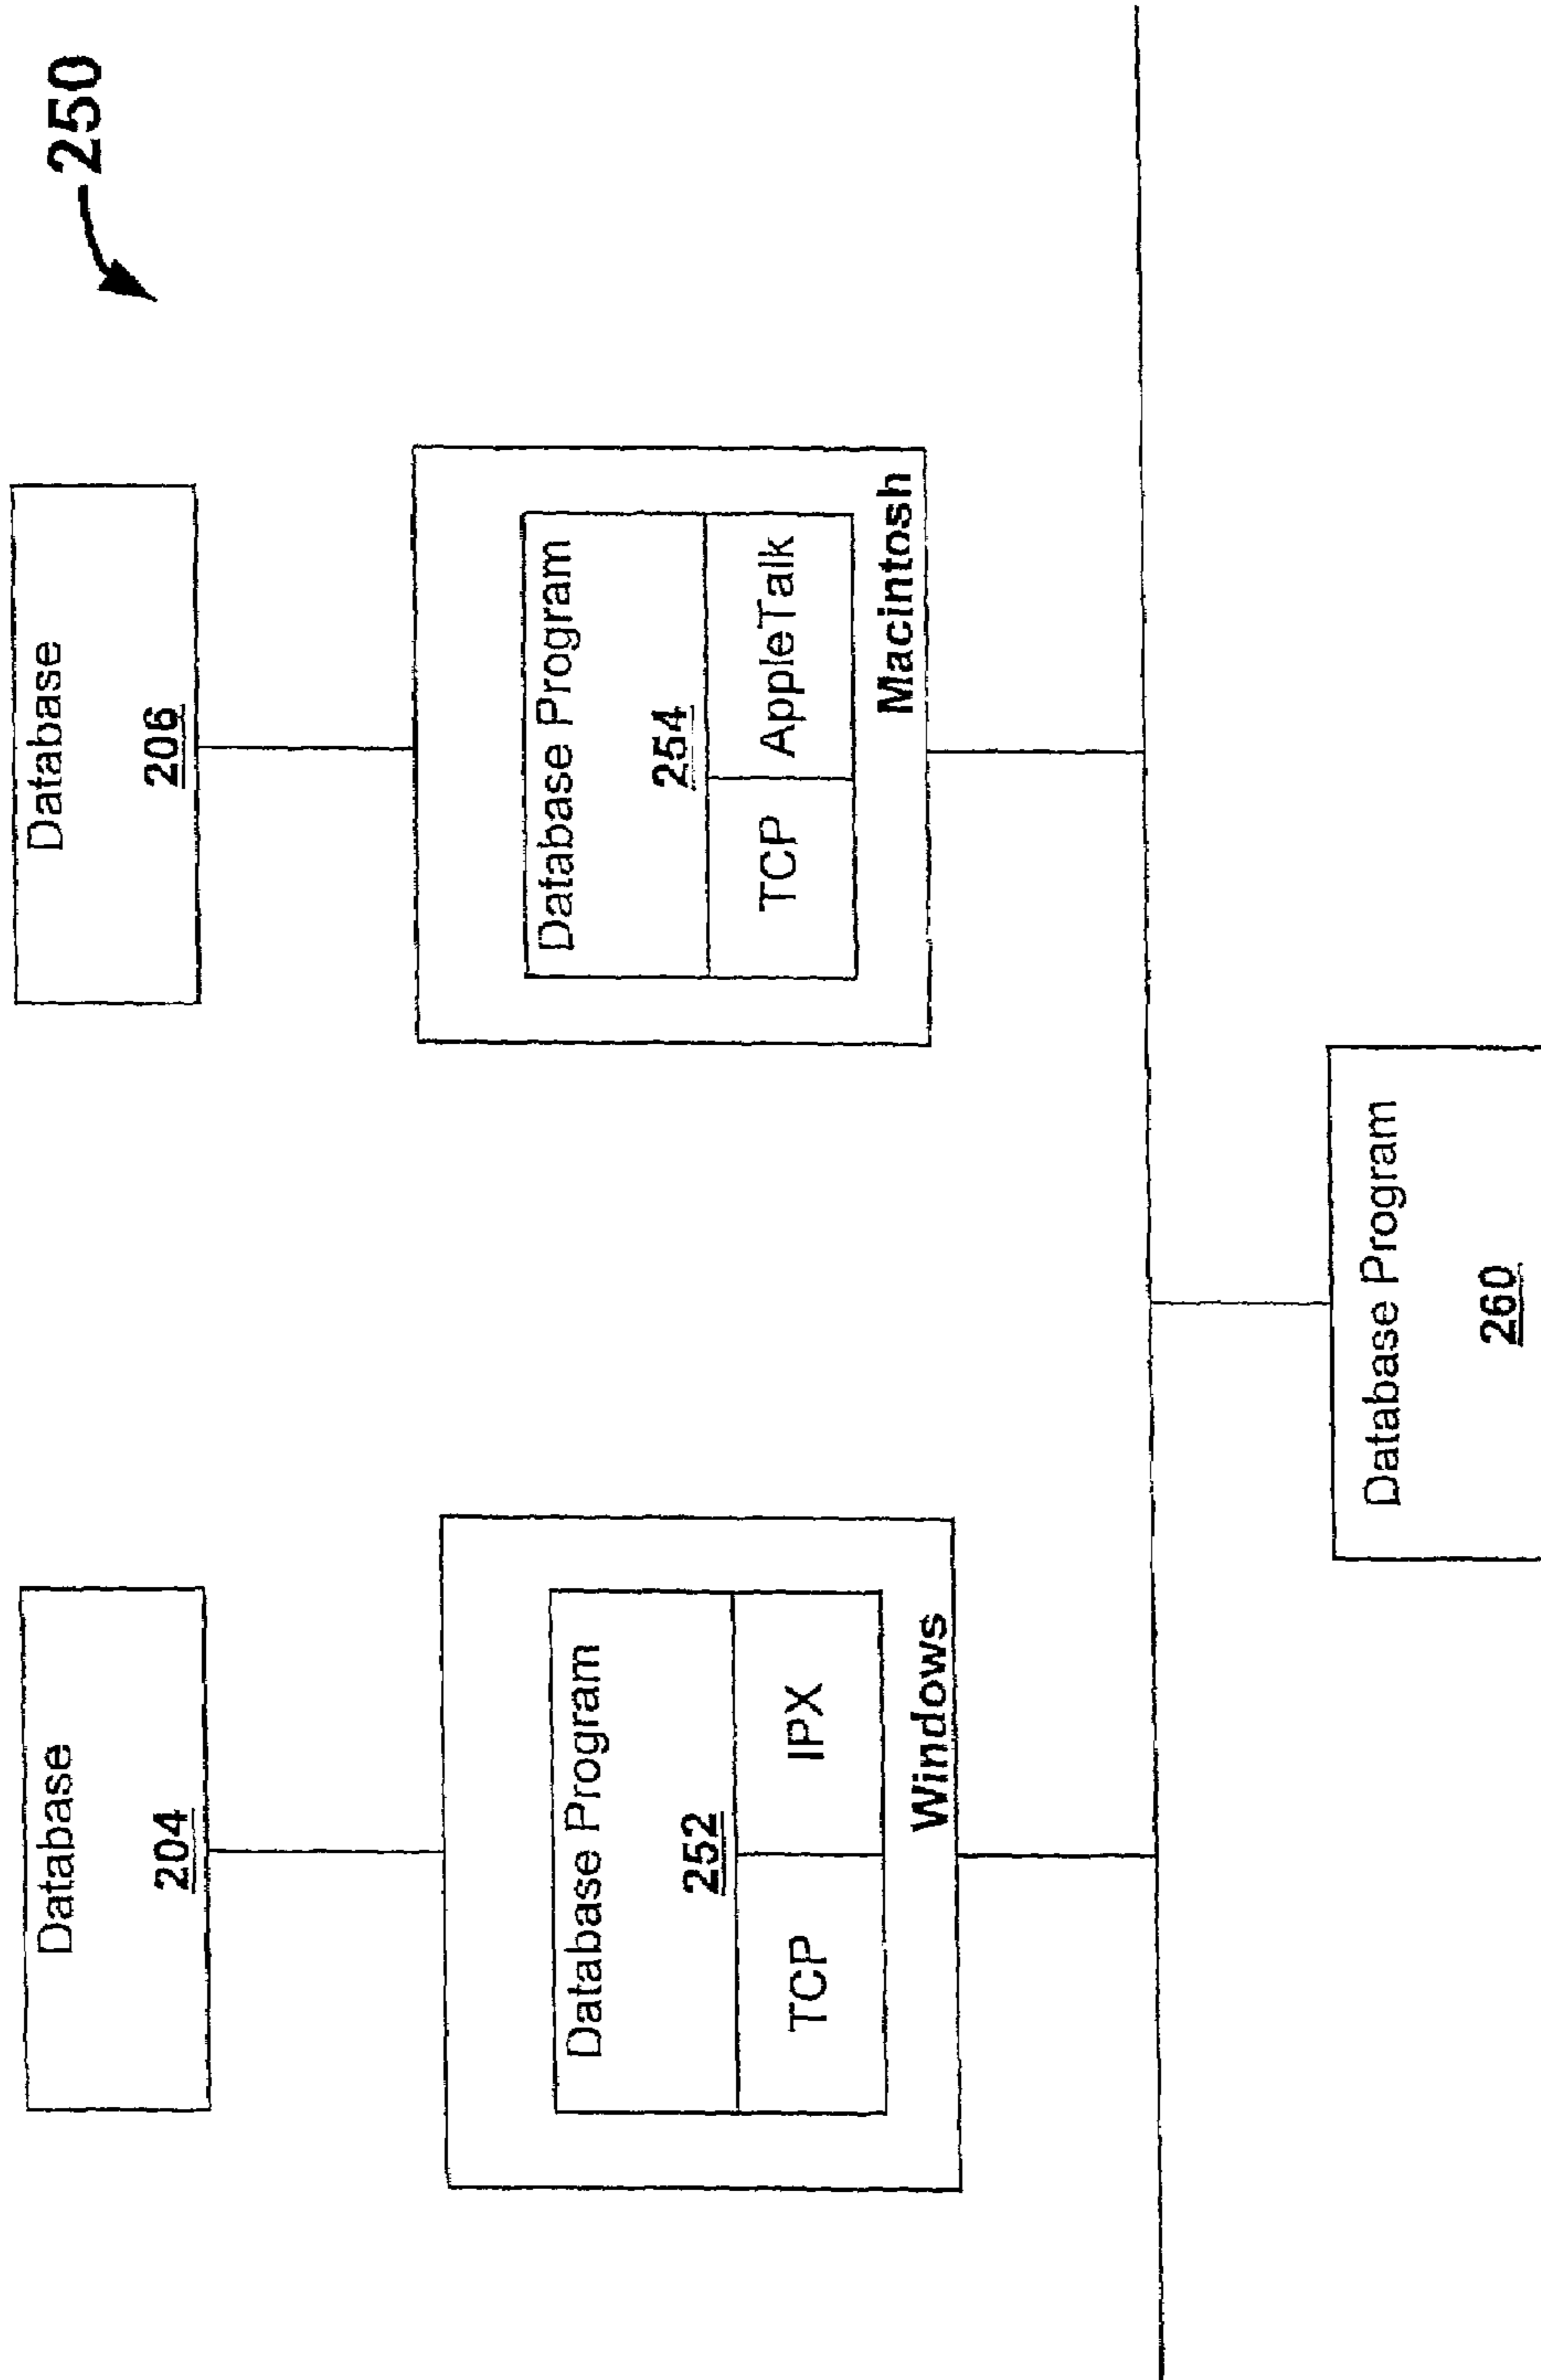 250
Database
204
Database
206
Database Program
252
TCP
IPX
Windows
Database Program
254
TCP
AppleTalk
Macintosh
Database Program
260